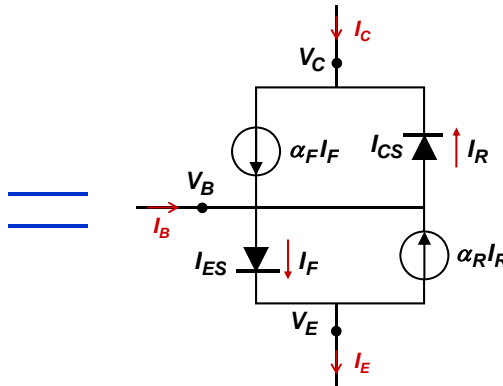 I_C
V_C
α_F I_F
I_CS
I_R
V_B
I_B
I_ES
I_F
α_R I_R
V_E
I_E